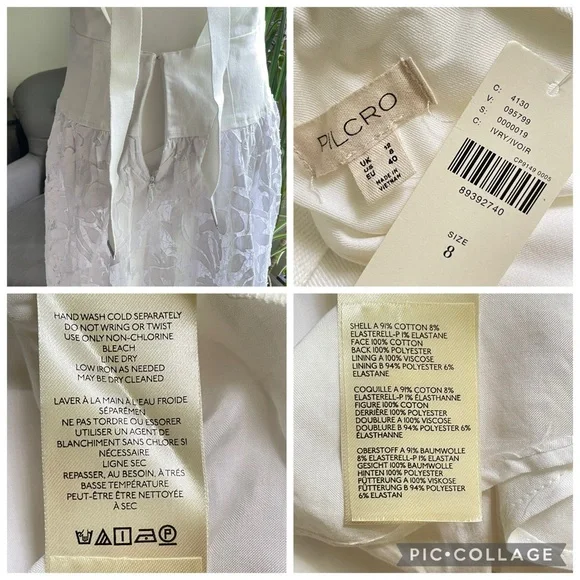 PILCRO
UK 12
US 8
EU 40
MADE IN
VIETNAM
C: 4130
V: 095799
S: 0000019
C: IVRY/IVOIR
CP9149 0005
89392740
SIZE
8
HAND WASH COLD SEPARATELY
DO NOT WRING OR TWIST
USE ONLY NON-CHLORINE
BLEACH
LINE DRY
LOW IRON AS NEEDED
MAY BE DRY CLEANED
LAVER À LA MAIN À L'EAU FROIDE
SÉPARÉMEN
NE PAS TORDRE OU ESSORER
UTILISER UN AGENT DE
BLANCHIMENT SANS CHLORE SI
NÉCESSAIRE
LIGNE SEC
REPASSER, AU BESOIN, À TRÉS
BASSE TEMPÉRATURE
PEUT-ÊTRE ÊTRE NETTOYÉE
À SEC
SHELL A 91% COTTON 8%
ELASTERELL-P 1% ELASTANE
FACE 100% COTTON
BACK 100% POLYESTER
LINING A 100% VISCOSE
LINING B 94% POLYESTER 6%
ELASTANE
COQUILLE A 91% COTON 8%
ELASTERELL-P 1% ÉLASTHANNE
FIGURE 100% COTON
DERRIÈRE 100% POLYESTER
DOUBLURE A 100% VISCOSE
DOUBLURE B 94% POLYESTER 6%
ÉLASTHANNE
OBERSTOFF A 91% BAUMWOLLE
8% ELASTERELL-P 1% ELASTAN
GESICHT 100% BAUMWOLLE
HINTEN 100% POLYESTER
FÜTTERUNG A 100% VISKOSE
FÜTTERUNG B 94% POLYESTER
6% ELASTAN
PIC•COLLAGE